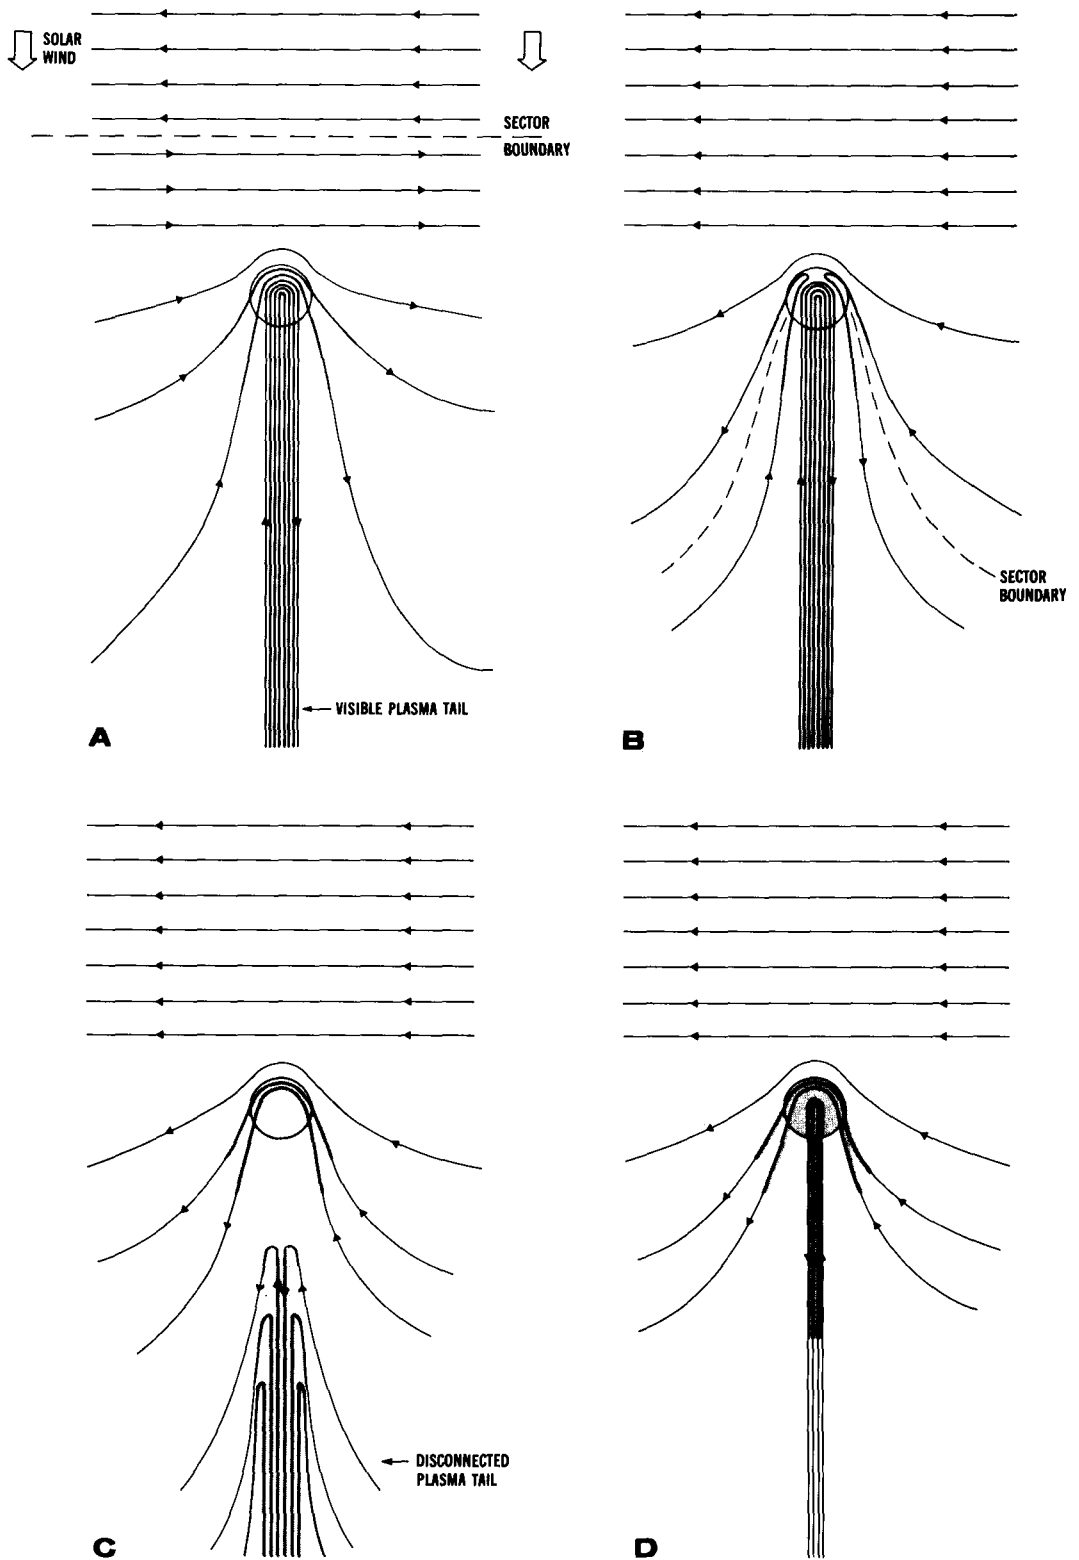 SOLAR
WIND
SECTOR
BOUNDARY
VISIBLE PLASMA TAIL
A
SECTOR
BOUNDARY
B
DISCONNECTED
PLASMA TAIL
C
D